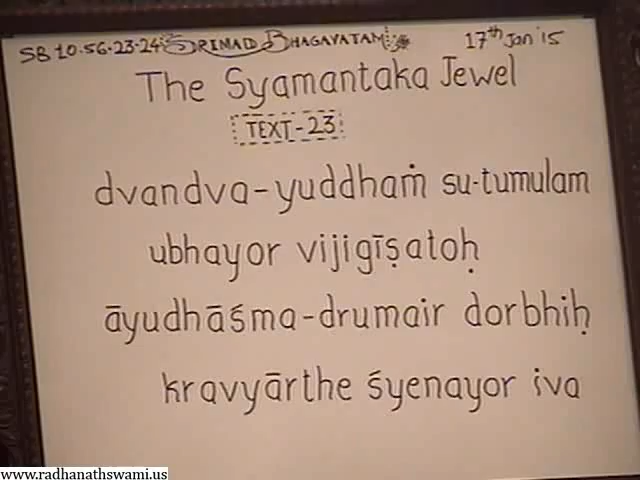 SB 10.56.23-24 SRIMAD BHAGAVATAM 17th Jan '15
The Syamantaka Jewel
TEXT-23
dvandva-yuddhaṁ su-tumulam
ubhayor vijigīṣatoḥ
āyudhāśma-drumair dorbhiḥ
kravyārthe śyenayor iva
www.radhanathswami.us